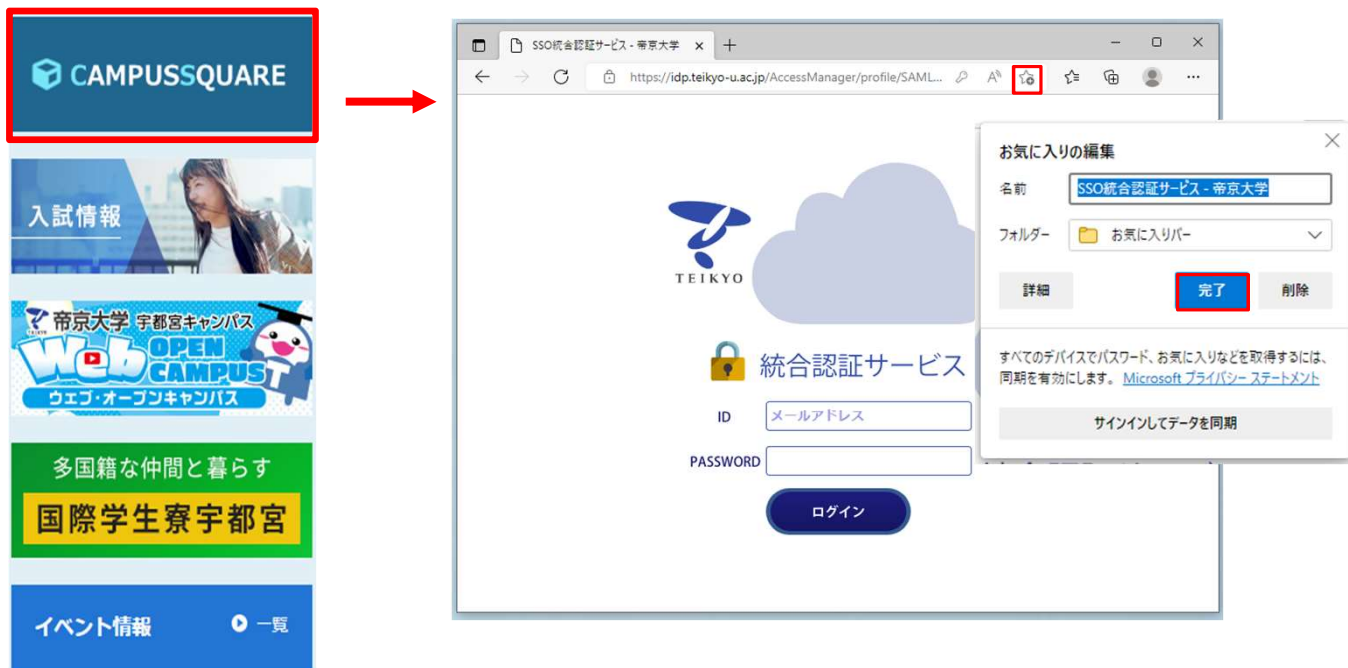 CAMPUSSQUARE
入試情報
帝京大学 宇都宮キャンパス
Web OPEN CAMPUS
ウェブ・オープンキャンパス
多国籍な仲間と暮らす
国際学生寮宇都宮
イベント情報 一覧
SSO統合認証サービス - 帝京大学
https://idp.teikyo-u.ac.jp/AccessManager/profile/SAML...
TEIKYO
統合認証サービス
ID メールアドレス
PASSWORD
ログイン
お気に入りの編集
名前 SSO統合認証サービス - 帝京大学
フォルダー お気に入りバー
詳細 完了 削除
すべてのデバイスでパスワード、お気に入りなどを取得するには、
同期を有効にします。 Microsoft プライバシー ステートメント
サインインしてデータを同期